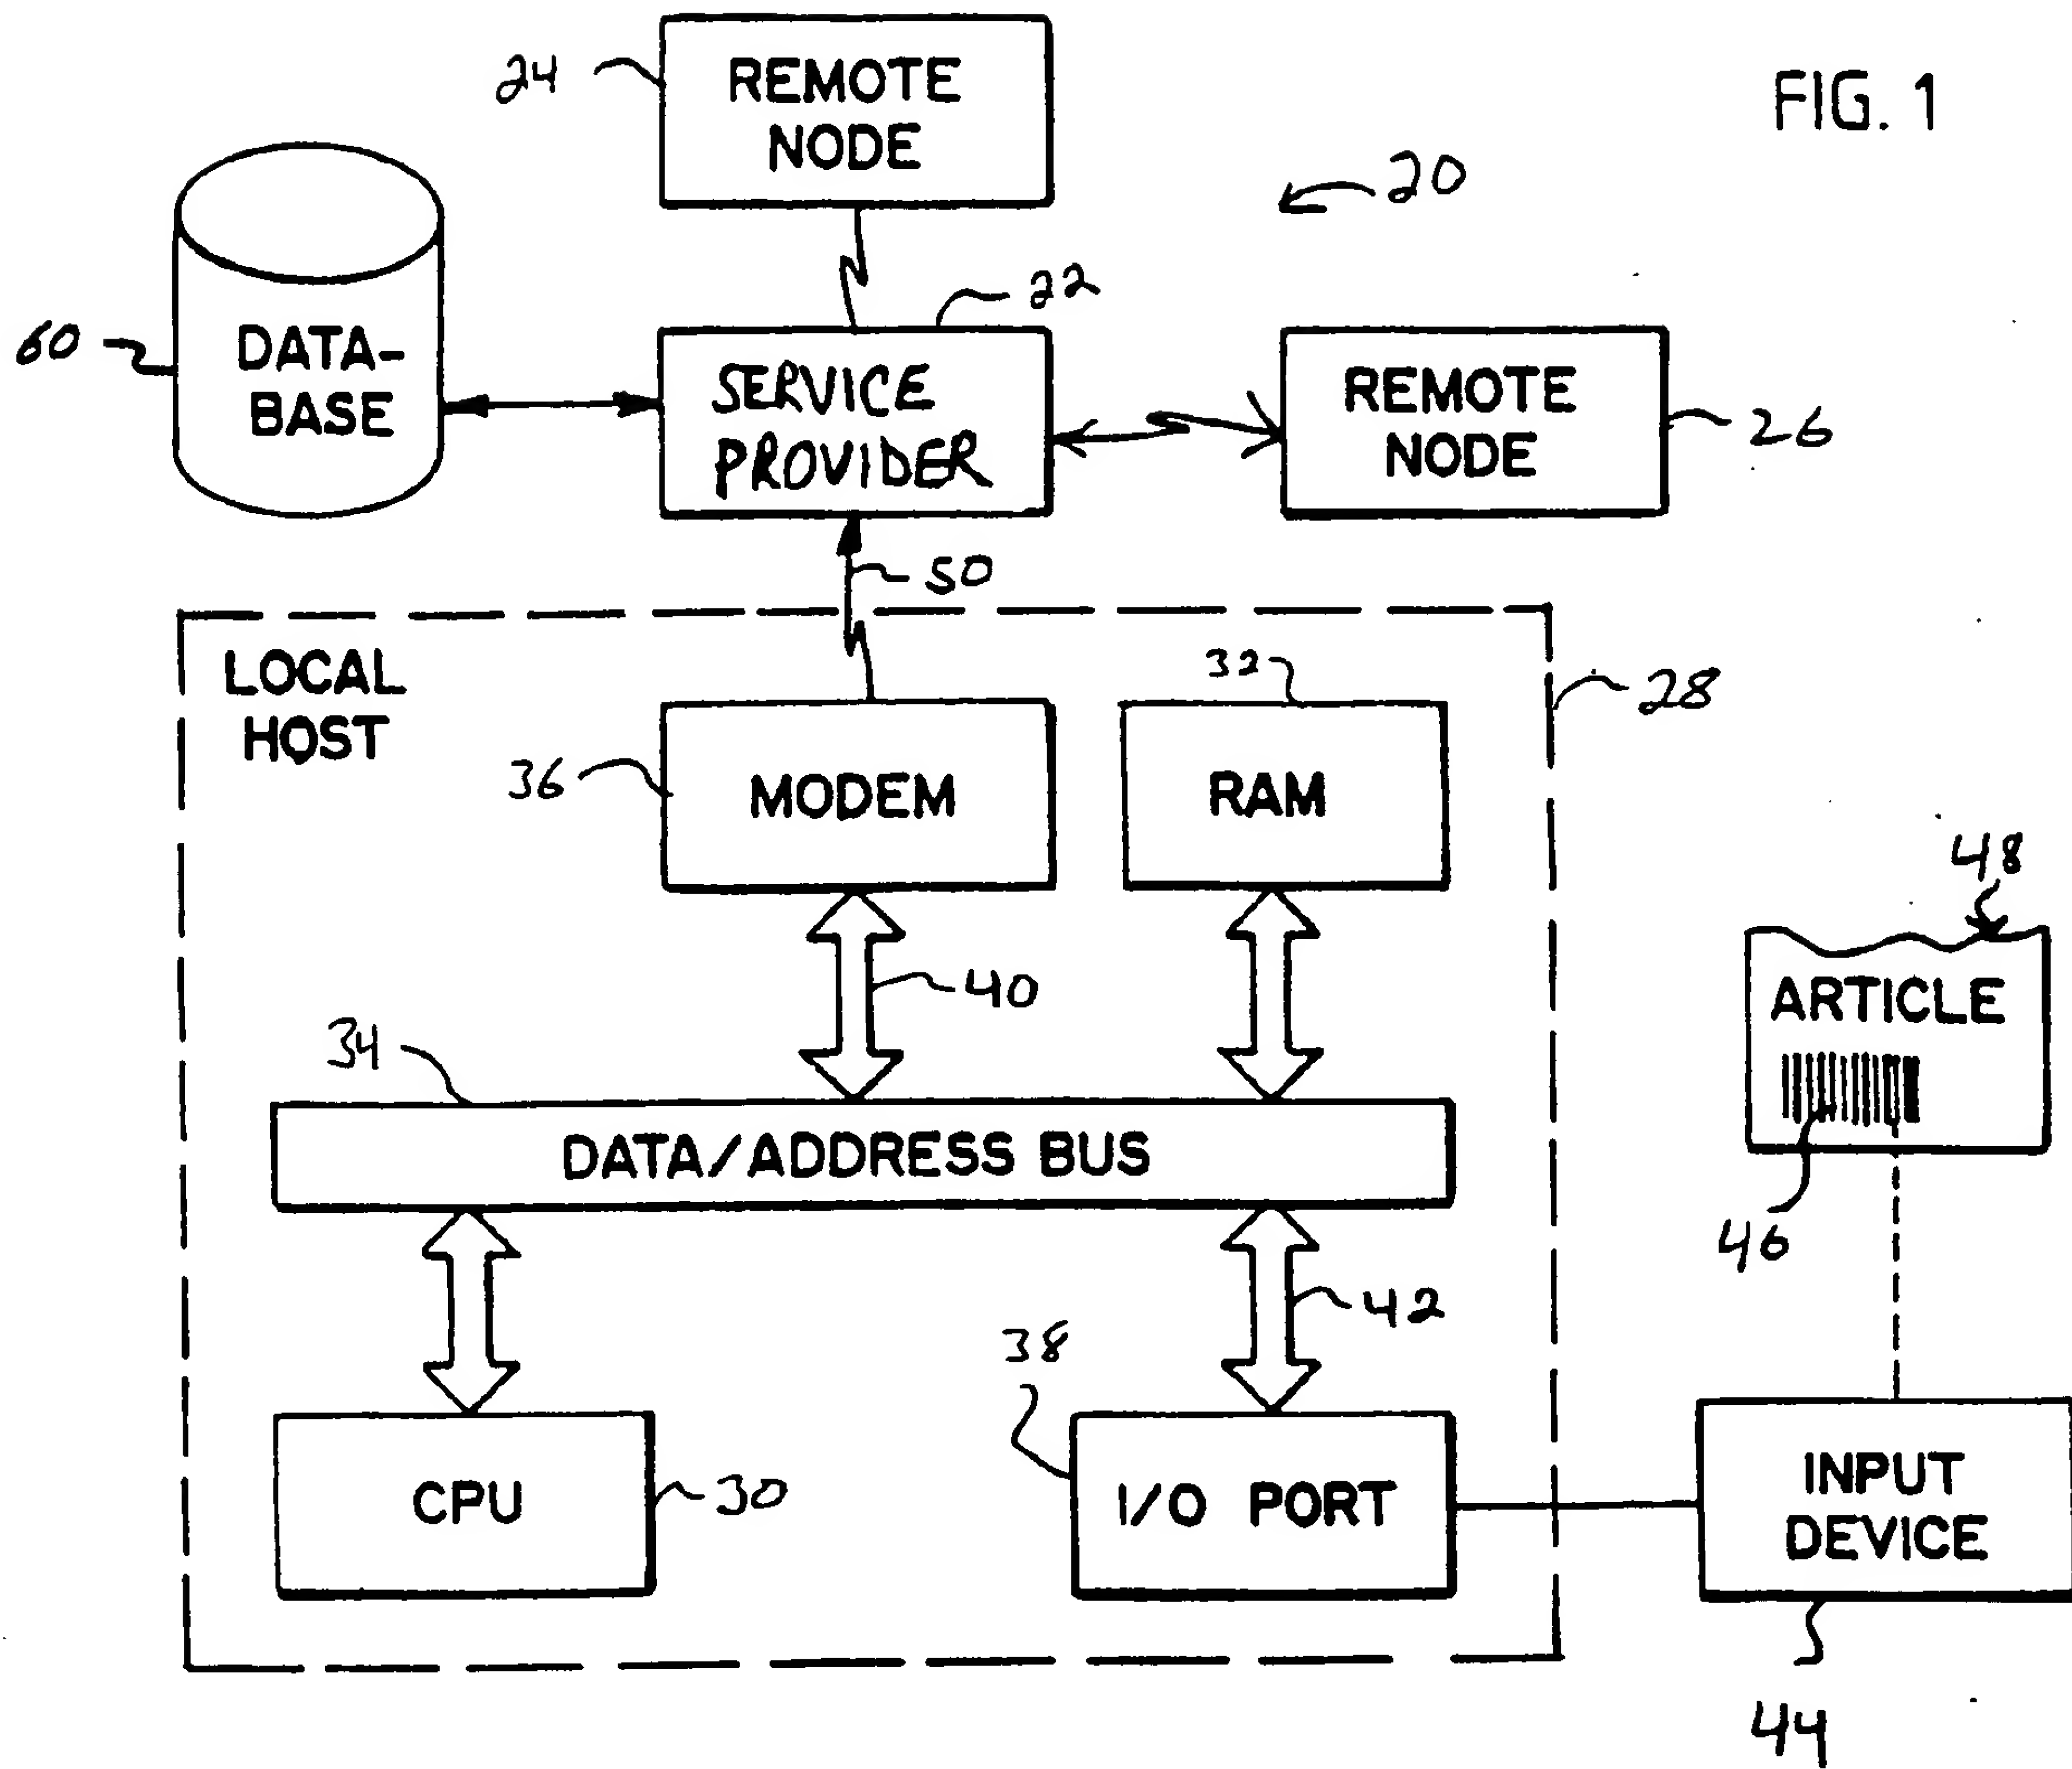 FIG. 1
24
REMOTE
NODE
20
22
60
DATA-
BASE
SERVICE
PROVIDER
REMOTE
NODE
26
50
LOCAL
HOST
32
28
36
MODEM
RAM
48
40
ARTICLE
34
DATA/ADDRESS BUS
46
42
38
CPU
30
I/O PORT
INPUT
DEVICE
44